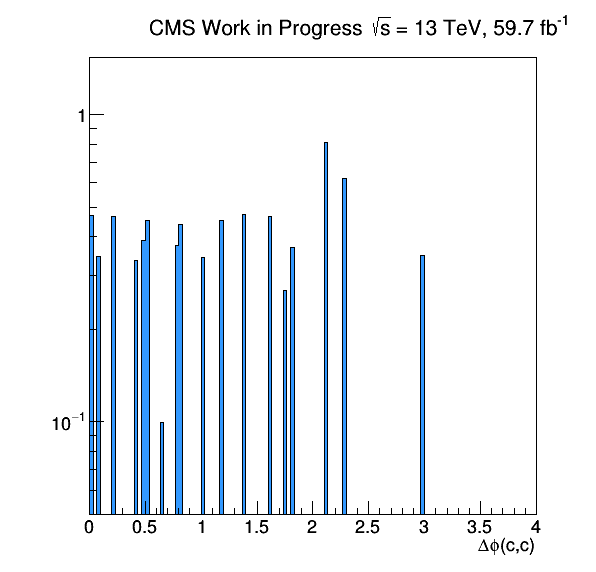 CMS Work in Progress √s = 13 TeV, 59.7 fb⁻¹
1
10⁻¹
0 0.5 1 1.5 2 2.5 3 3.5 4
Δϕ(c,c)